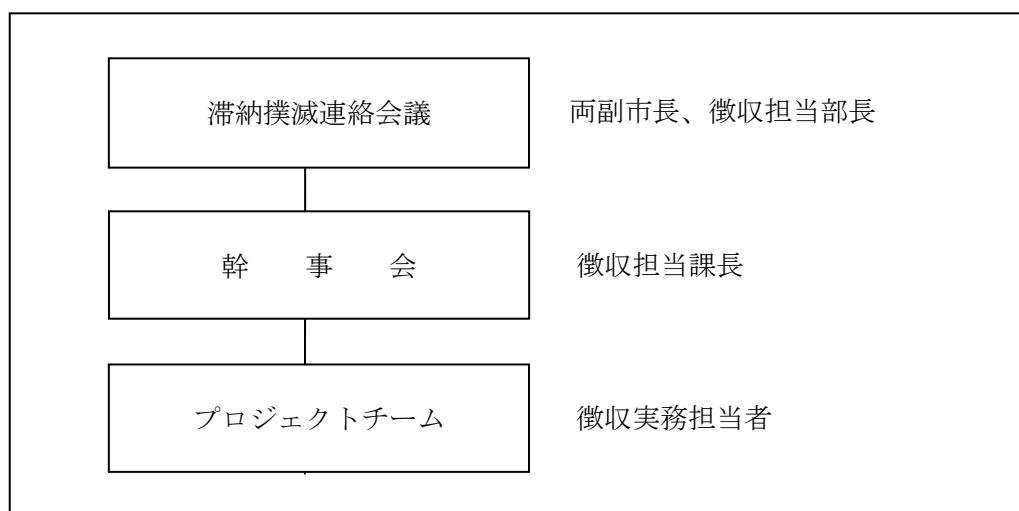 滞納撲滅連絡会議 両副市長、徴収担当部長
幹 事 会 徴収担当課長
プロジェクトチーム 徴収実務担当者